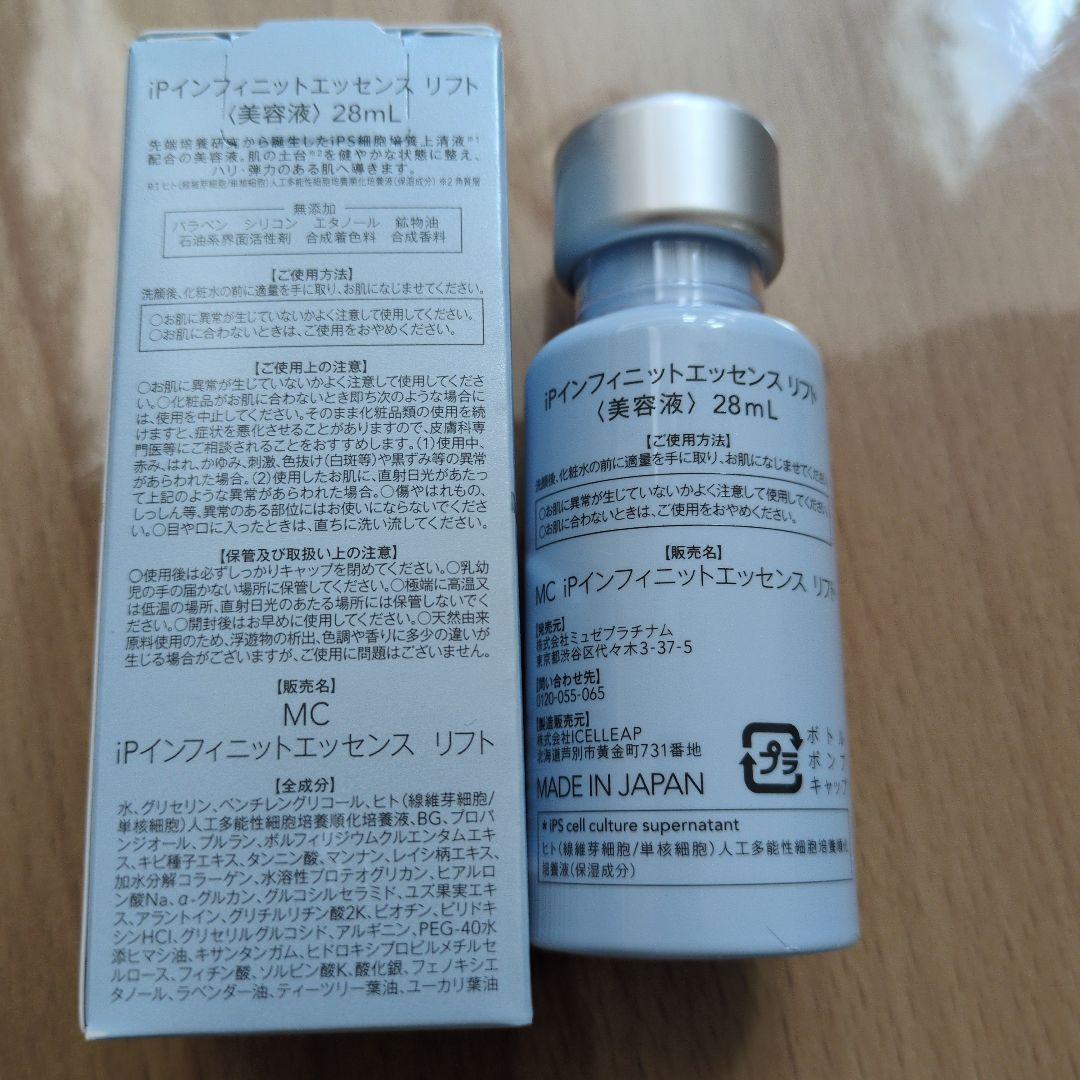 iPインフィニットエッセンス リフト
〈美容液〉 28mL
先端培養研究から誕生したiPS細胞培養上清液※1
配合の美容液。肌の土台※2を健やかな状態に整え、
ハリ・弾力のある肌へ導きます。
※1 ヒト(線維芽細胞/単核細胞)人工多能性細胞培養順化培養液(保湿成分) ※2 角質層
無添加
パラベン シリコン エタノール 鉱物油
石油系界面活性剤 合成着色料 合成香料
【ご使用方法】
洗顔後、化粧水の前に適量を手に取り、お肌になじませてください。
○お肌に異常が生じていないかよく注意して使用してください。
○お肌に合わないときは、ご使用をおやめください。
【ご使用上の注意】
○お肌に異常が生じていないかよく注意して使用してくださ
い。○化粧品がお肌に合わないとき即ち次のような場合に
は、使用を中止してください。そのまま化粧品類の使用を続
けますと、症状を悪化させることがありますので、皮膚科専
門医等にご相談されることをおすすめします。(1)使用中、
赤み、はれ、かゆみ、刺激、色抜け(白斑等)や黒ずみ等の異常
があらわれた場合。(2)使用したお肌に、直射日光があたっ
て上記のような異常があらわれた場合。○傷やはれもの、
しっしん等、異常のある部位にはお使いにならないでくだ
さい。○目や口に入ったときは、直ちに洗い流してください。
【保管及び取扱い上の注意】
○使用後は必ずしっかりキャップを閉めてください。○乳幼
児の手の届かない場所に保管してください。○極端に高温又
は低温の場所、直射日光のあたる場所には保管しないでく
ださい。○開封後はお早めに使用してください。○天然由来
原料使用のため、浮遊物の析出、色調や香りに多少の違いが
生じる場合がございますが、ご使用に問題はございません。
【販売名】
MC
iPインフィニットエッセンス リフト
【全成分】
水、グリセリン、ペンチレングリコール、ヒト(線維芽細胞/
単核細胞)人工多能性細胞培養順化培養液、BG、プロパ
ンジオール、プルラン、ポルフィリジウムクルエンタムエキ
ス、キビ種子エキス、タンニン酸、マンナン、レイシ柄エキス、
加水分解コラーゲン、水溶性プロテオグリカン、ヒアルロ
ン酸Na、α-グルカン、グルコシルセラミド、ユズ果実エキ
ス、アラントイン、グリチルリチン酸2K、ビオチン、ピリドキ
シンHCl、グリセリルグルコシド、アルギニン、PEG-40水
添ヒマシ油、キサンタンガム、ヒドロキシプロピルメチルセ
ルロース、フィチン酸、ソルビン酸K、酸化銀、フェノキシエ
タノール、ラベンダー油、ティーツリー葉油、ユーカリ葉油
iPインフィニットエッセンス リフト
〈美容液〉 28mL
【ご使用方法】
洗顔後、化粧水の前に適量を手に取り、お肌になじませてください
○お肌に異常が生じていないかよく注意して使用してください
○お肌に合わないときは、ご使用をおやめください。
【販売名】
MC iPインフィニットエッセンス リフト
【発売元】
株式会社ミュゼプラチナム
東京都渋谷区代々木3-37-5
【問い合わせ先】
0120-055-065
【製造販売元】
株式会社ICELLEAP
北海道芦別市黄金町731番地
MADE IN JAPAN
プラ
ボトル
ポンプ
キャップ
* iPS cell culture supernatant
ヒト(線維芽細胞/単核細胞)人工多能性細胞培養順化
培養液(保湿成分)